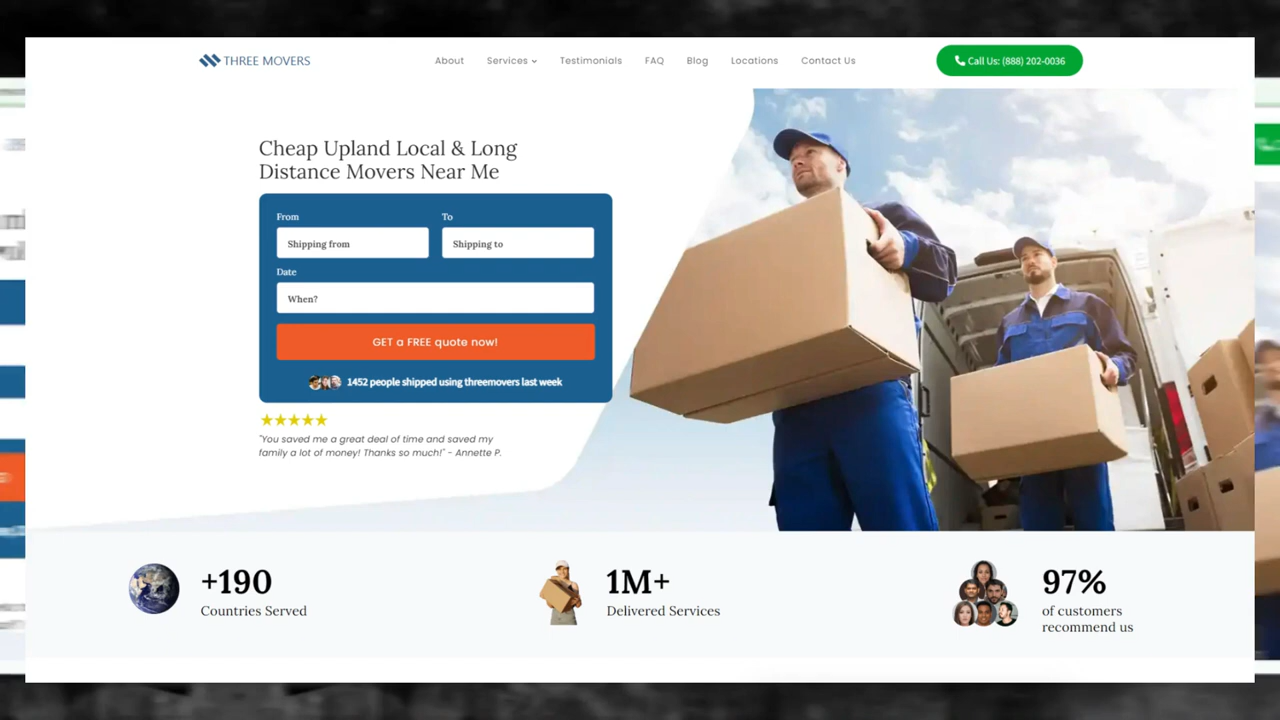 THREE MOVERS
About
Services
Testimonials
FAQ
Blog
Locations
Contact Us
Call Us: (888) 202-0036
Cheap Upland Local & Long
Distance Movers Near Me
From
To
Shipping from
Shipping to
Date
When?
GET a FREE quote now!
1452 people shipped using threemovers last week
"You saved me a great deal of time and saved my
family a lot of money! Thanks so much!" - Annette P.
+190
Countries Served
1M+
Delivered Services
97%
of customers
recommend us